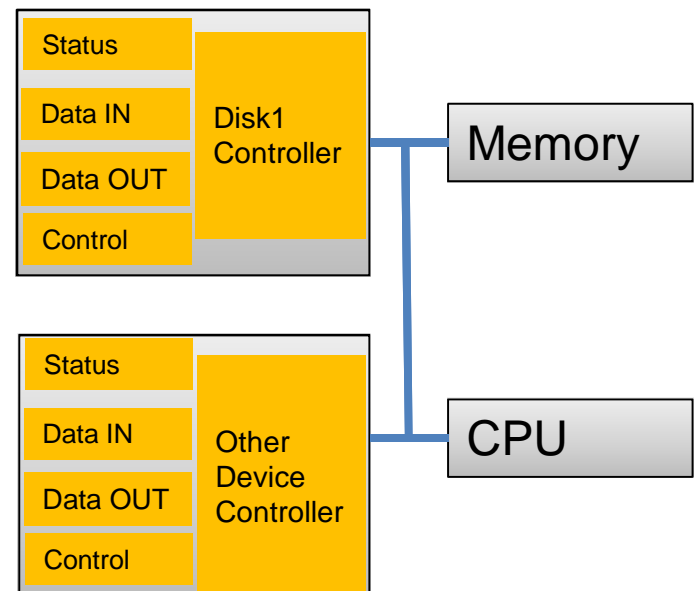 Status
Data IN
Data OUT
Control
Disk1
Controller
Memory
Status
Data IN
Data OUT
Control
Other
Device
Controller
CPU